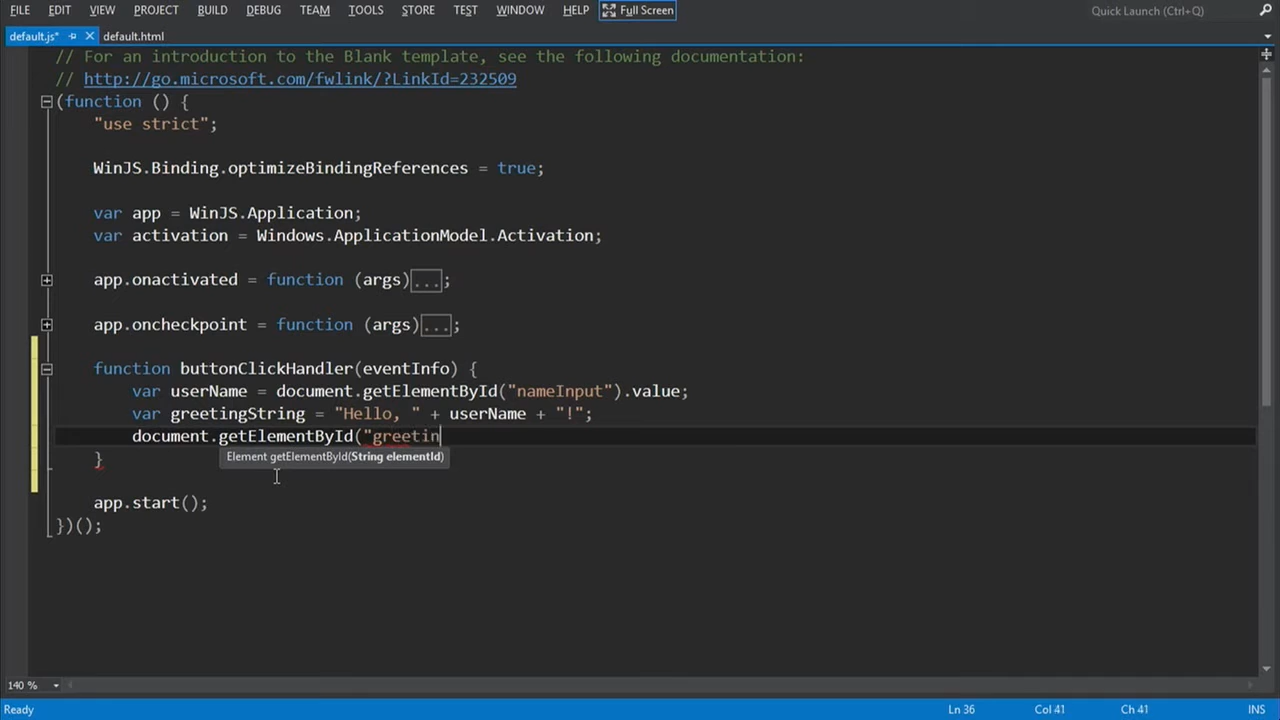 FILE EDIT VIEW PROJECT BUILD DEBUG TEAM TOOLS STORE TEST WINDOW HELP Full Screen Quick Launch (Ctrl+Q)
default.js* default.html
// For an introduction to the Blank template, see the following documentation:
// http://go.microsoft.com/fwlink/?LinkId=232509
(function () {
"use strict";
WinJS.Binding.optimizeBindingReferences = true;
var app = WinJS.Application;
var activation = Windows.ApplicationModel.Activation;
app.onactivated = function (args)...;
app.oncheckpoint = function (args)...;
function buttonClickHandler(eventInfo) {
var userName = document.getElementById("nameInput").value;
var greetingString = "Hello, " + userName + "!";
document.getElementById("greetin
Element getElementById(String elementId)
}
app.start();
})();
140 %
Ready Ln 36 Col 41 Ch 41 INS